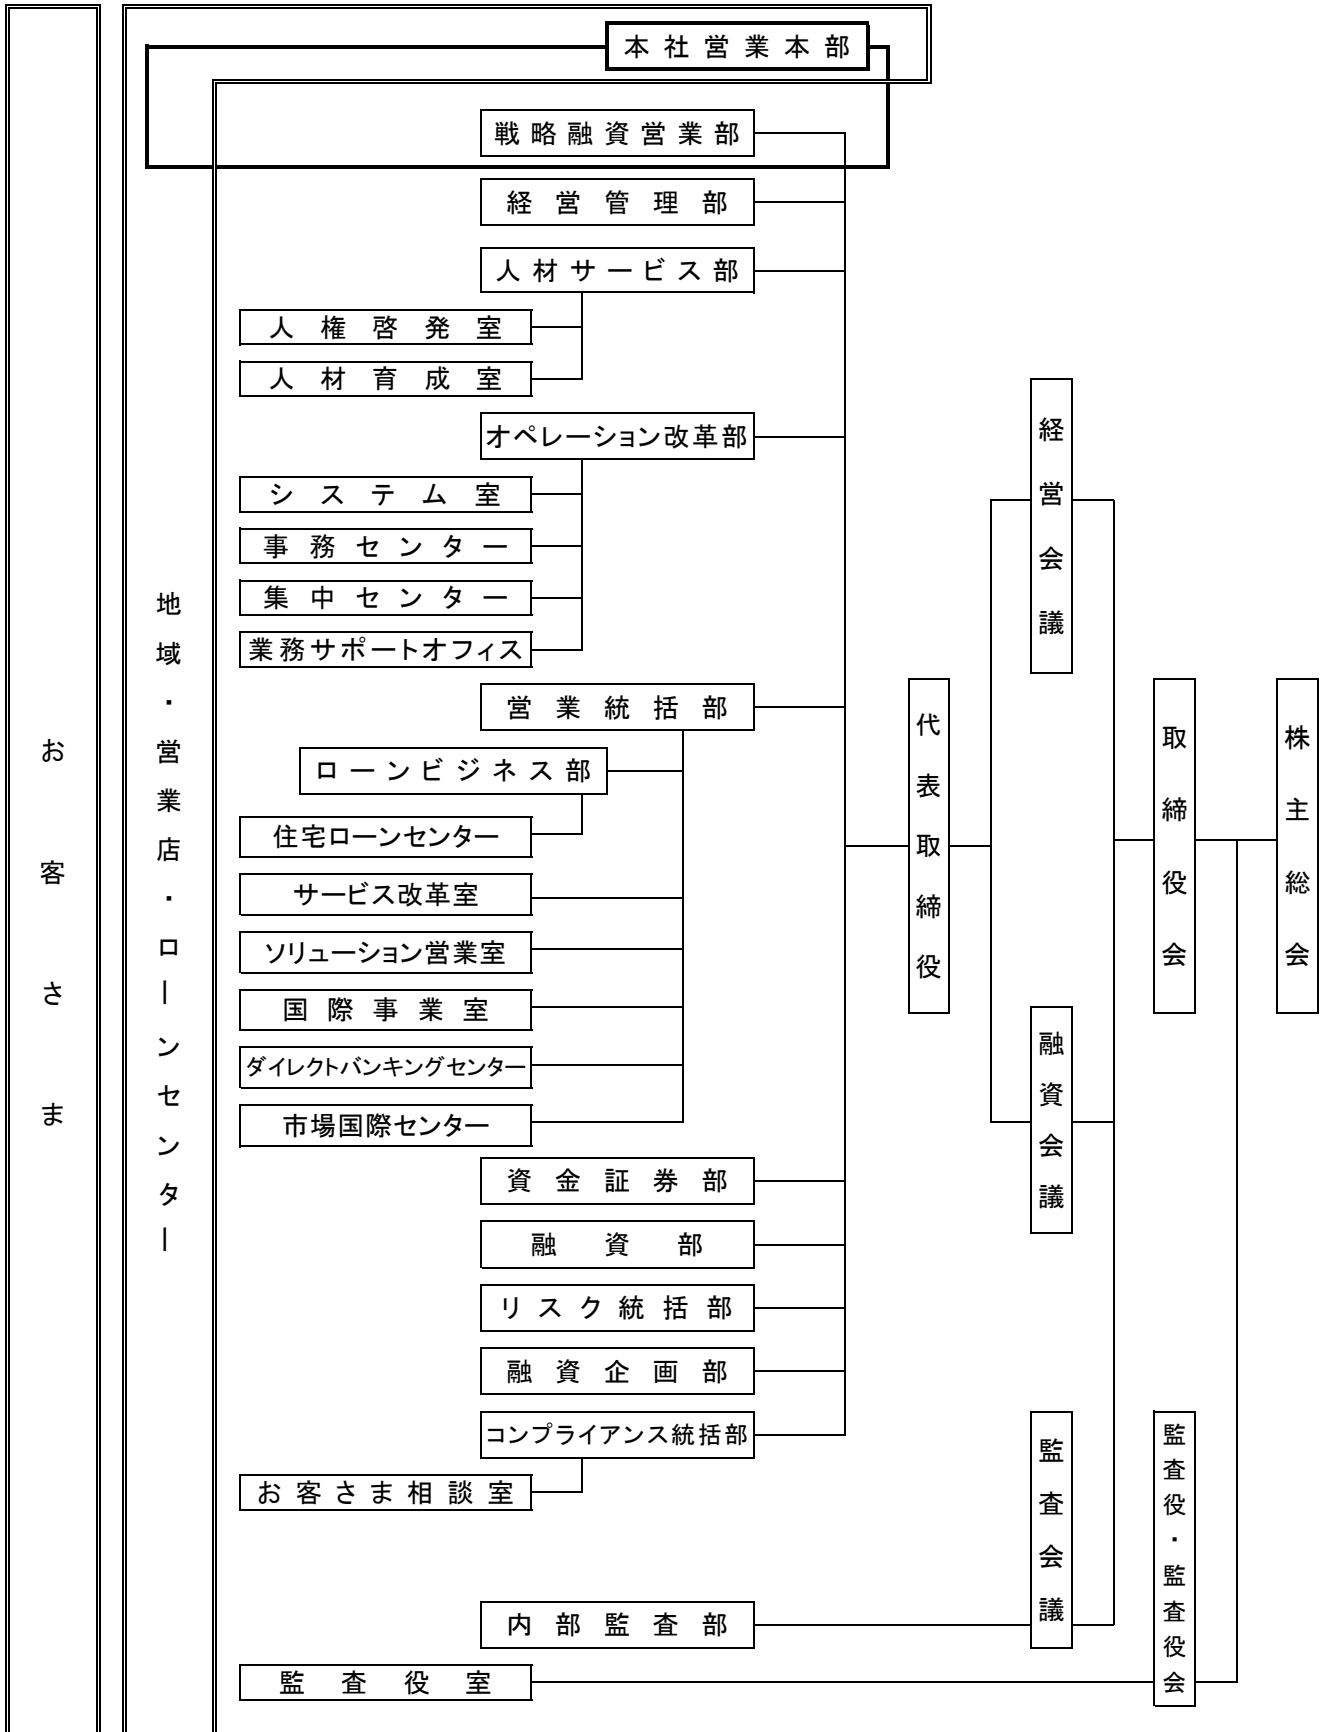 本社営業本部
戦略融資営業部
経営管理部
人材サービス部
人権啓発室
人材育成室
オペレーション改革部
システム室
事務センター
集中センター
業務サポートオフィス
営業統括部
ローンビジネス部
住宅ローンセンター
サービス改革室
ソリューション営業室
国際事業室
ダイレクトバンキングセンター
市場国際センター
資金証券部
融資部
リスク統括部
融資企画部
コンプライアンス統括部
お客さま相談室
内部監査部
監査役室
お客さま
地域・営業店・ローンセンター
代表取締役
経営会議
融資会議
監査会議
取締役会
監査役・監査役会
株主総会